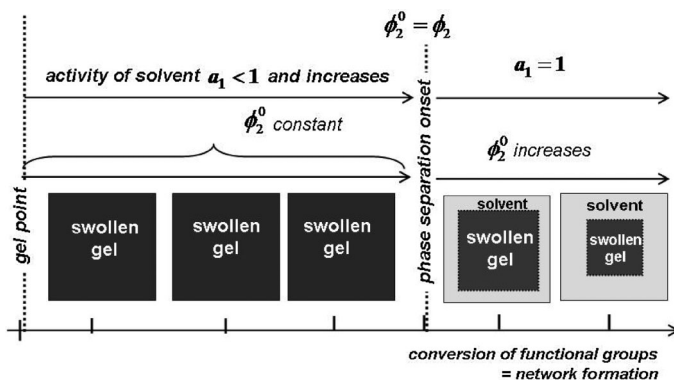 ϕ₂⁰ = ϕ₂
activity of solvent a₁ < 1 and increases
a₁ = 1
ϕ₂⁰ constant
ϕ₂⁰ increases
gel point
swollen
gel
swollen
gel
swollen
gel
phase separation onset
solvent
swollen
gel
solvent
swollen
gel
conversion of functional groups
= network formation